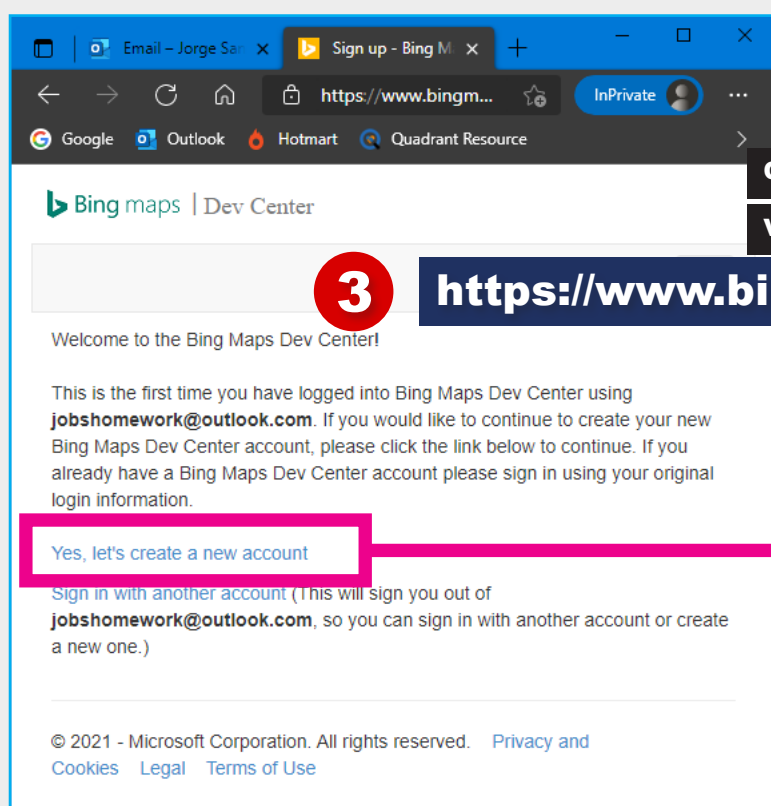 Email – Jorge Sar
Sign up - Bing M
https://www.bingm...
InPrivate
Google Outlook Hotmart Quadrant Resource
Bing maps | Dev Center
3
https://www.bi
Welcome to the Bing Maps Dev Center!
This is the first time you have logged into Bing Maps Dev Center using
jobshomework@outlook.com. If you would like to continue to create your new
Bing Maps Dev Center account, please click the link below to continue. If you
already have a Bing Maps Dev Center account please sign in using your original
login information.
Yes, let's create a new account
Sign in with another account (This will sign you out of
jobshomework@outlook.com, so you can sign in with another account or create
a new one.)
© 2021 - Microsoft Corporation. All rights reserved. Privacy and
Cookies Legal Terms of Use